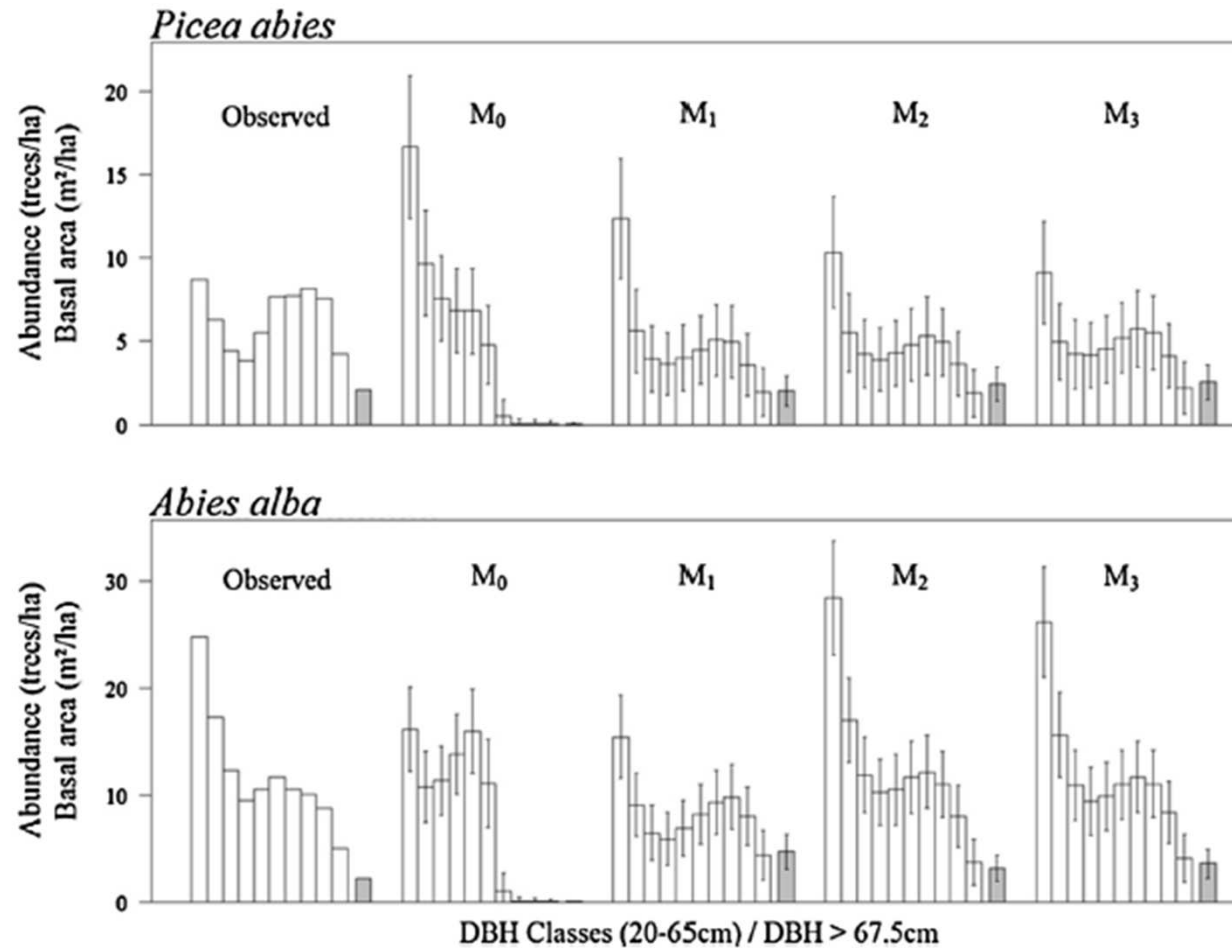 Picea abies
Abundance (trees/ha)
Basal area (m²/ha)
20
15
10
5
0
Observed
M₀
M₁
M₂
M₃
Abies alba
Abundance (trees/ha)
Basal area (m²/ha)
30
20
10
0
Observed
M₀
M₁
M₂
M₃
DBH Classes (20-65cm) / DBH > 67.5cm